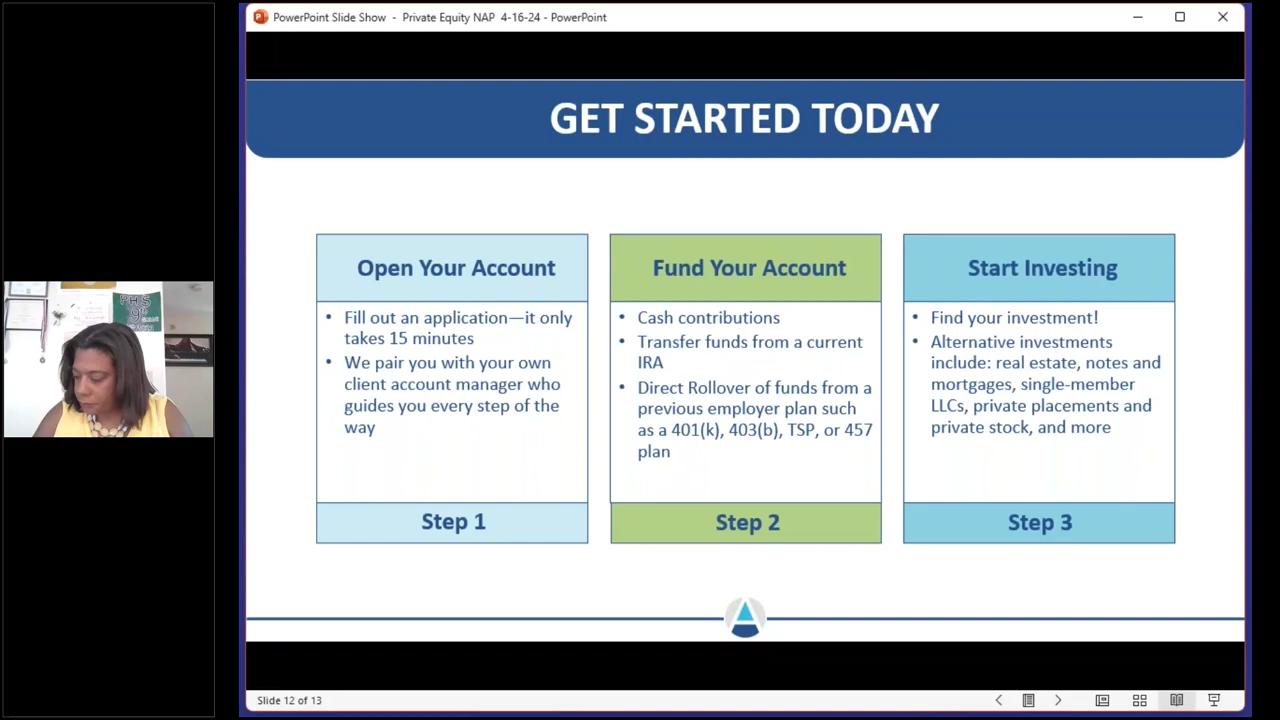 PowerPoint Slide Show - Private Equity NAP 4-16-24 - PowerPoint
GET STARTED TODAY
Open Your Account
• Fill out an application—it only
takes 15 minutes
• We pair you with your own
client account manager who
guides you every step of the
way
Step 1
Fund Your Account
• Cash contributions
• Transfer funds from a current
IRA
• Direct Rollover of funds from a
previous employer plan such
as a 401(k), 403(b), TSP, or 457
plan
Step 2
Start Investing
• Find your investment!
• Alternative investments
include: real estate, notes and
mortgages, single-member
LLCs, private placements and
private stock, and more
Step 3
Slide 12 of 13
PHS
9th